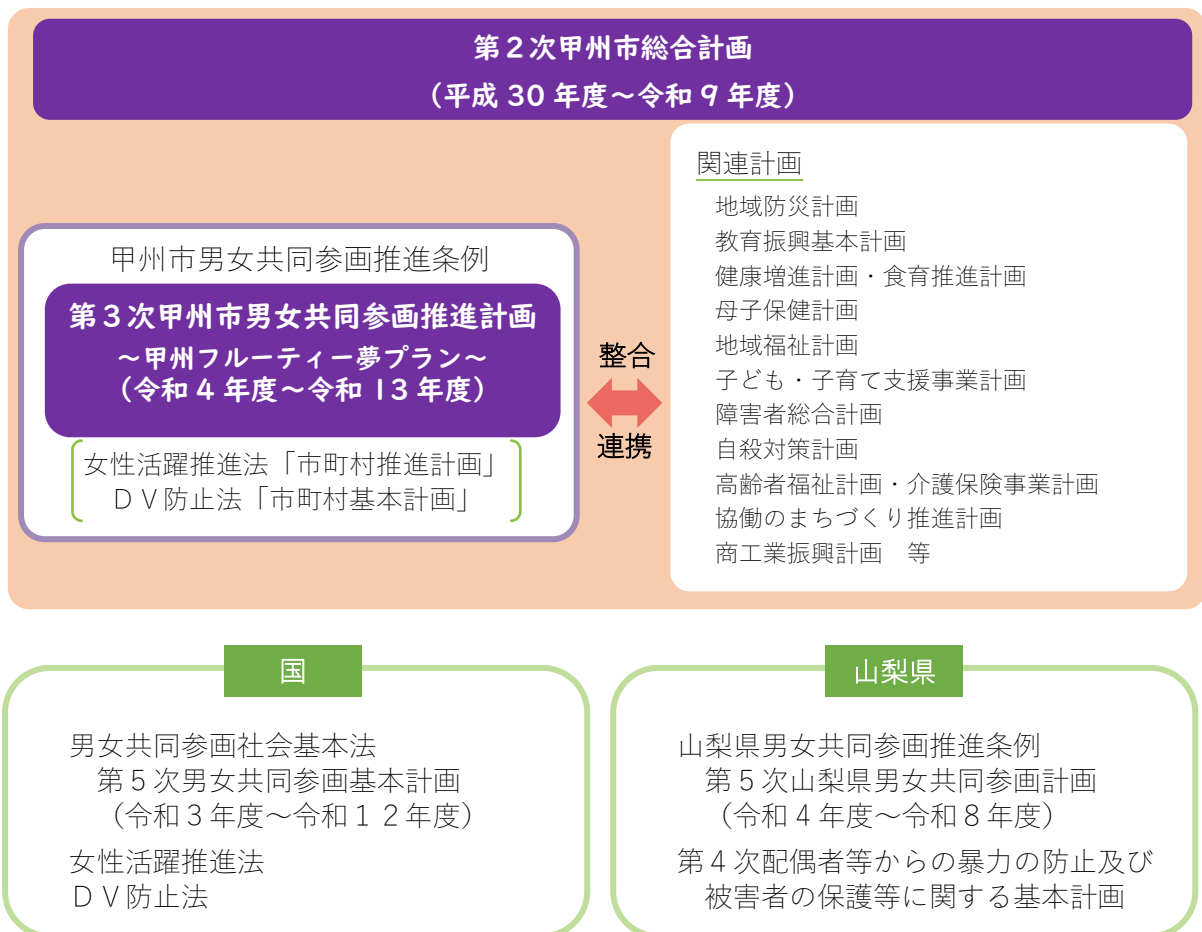 第２次甲州市総合計画
（平成 30 年度～令和 9 年度）
甲州市男女共同参画推進条例
第３次甲州市男女共同参画推進計画
～甲州フルーティー夢プラン～
（令和 4 年度～令和 13 年度）
女性活躍推進法「市町村推進計画」
ＤＶ防止法「市町村基本計画」
整合
連携
関連計画
地域防災計画
教育振興基本計画
健康増進計画・食育推進計画
母子保健計画
地域福祉計画
子ども・子育て支援事業計画
障害者総合計画
自殺対策計画
高齢者福祉計画・介護保険事業計画
協働のまちづくり推進計画
商工業振興計画　等
国
男女共同参画社会基本法
第５次男女共同参画基本計画
（令和３年度～令和１２年度）
女性活躍推進法
ＤＶ防止法
山梨県
山梨県男女共同参画推進条例
第５次山梨県男女共同参画計画
（令和４年度～令和８年度）
第４次配偶者等からの暴力の防止及び
被害者の保護等に関する基本計画